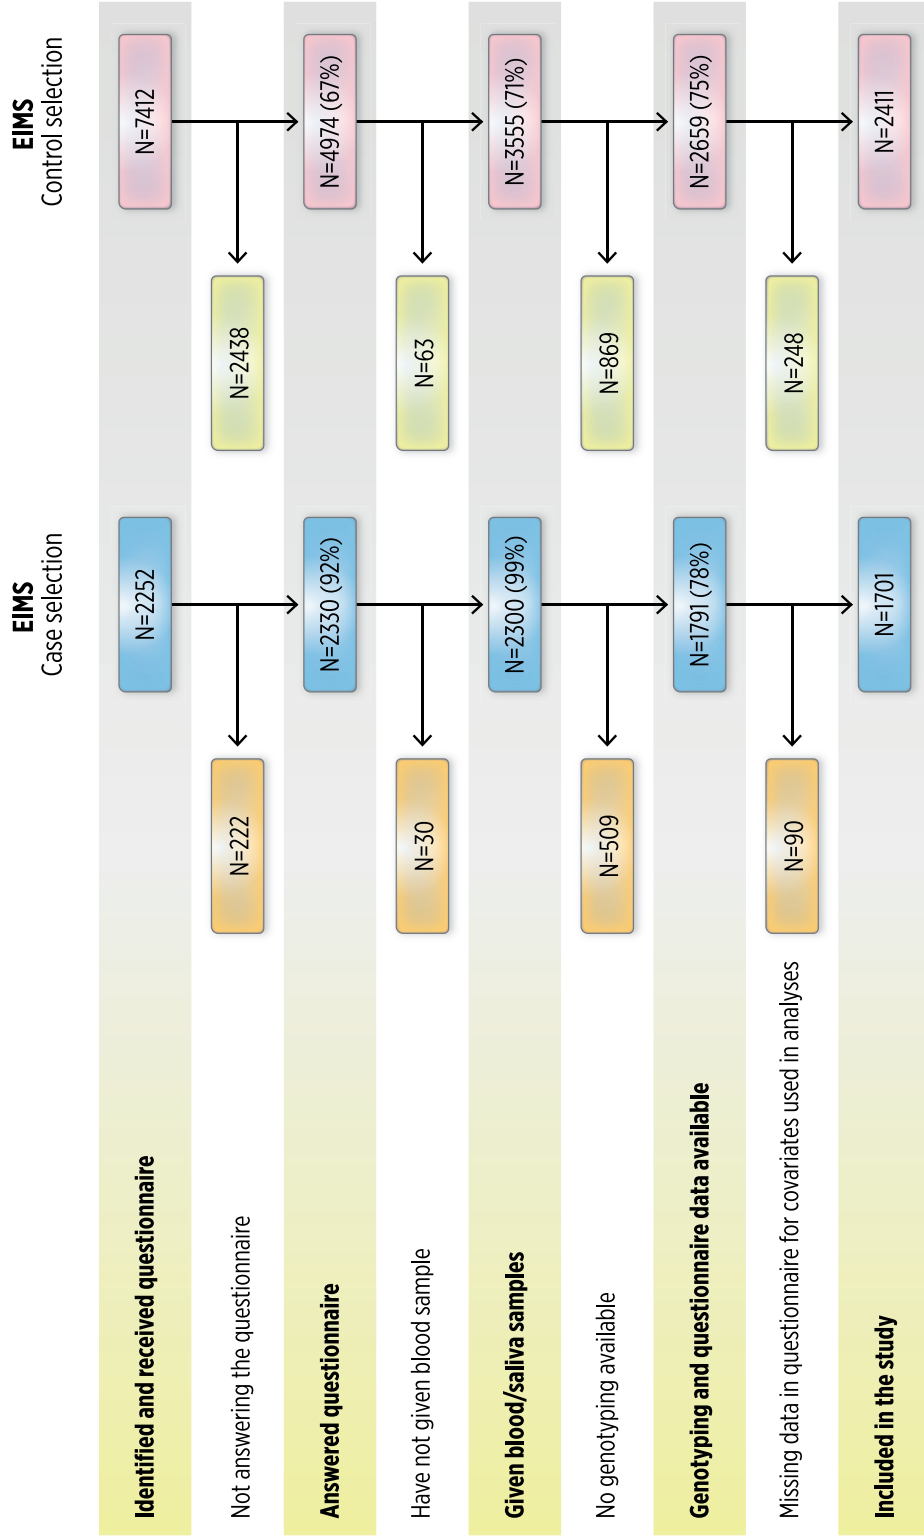 EIMS
Case selection
EIMS
Control selection
Identified and received questionnaire
N=2252
N=7412
Not answering the questionnaire
N=222
N=2438
Answered questionnaire
N=2330 (92%)
N=4974 (67%)
Have not given blood sample
N=30
N=63
Given blood/saliva samples
N=2300 (99%)
N=3555 (71%)
No genotyping available
N=509
N=869
Genotyping and questionnaire data available
N=1791 (78%)
N=2659 (75%)
Missing data in questionnaire for covariates used in analyses
N=90
N=248
Included in the study
N=1701
N=2411